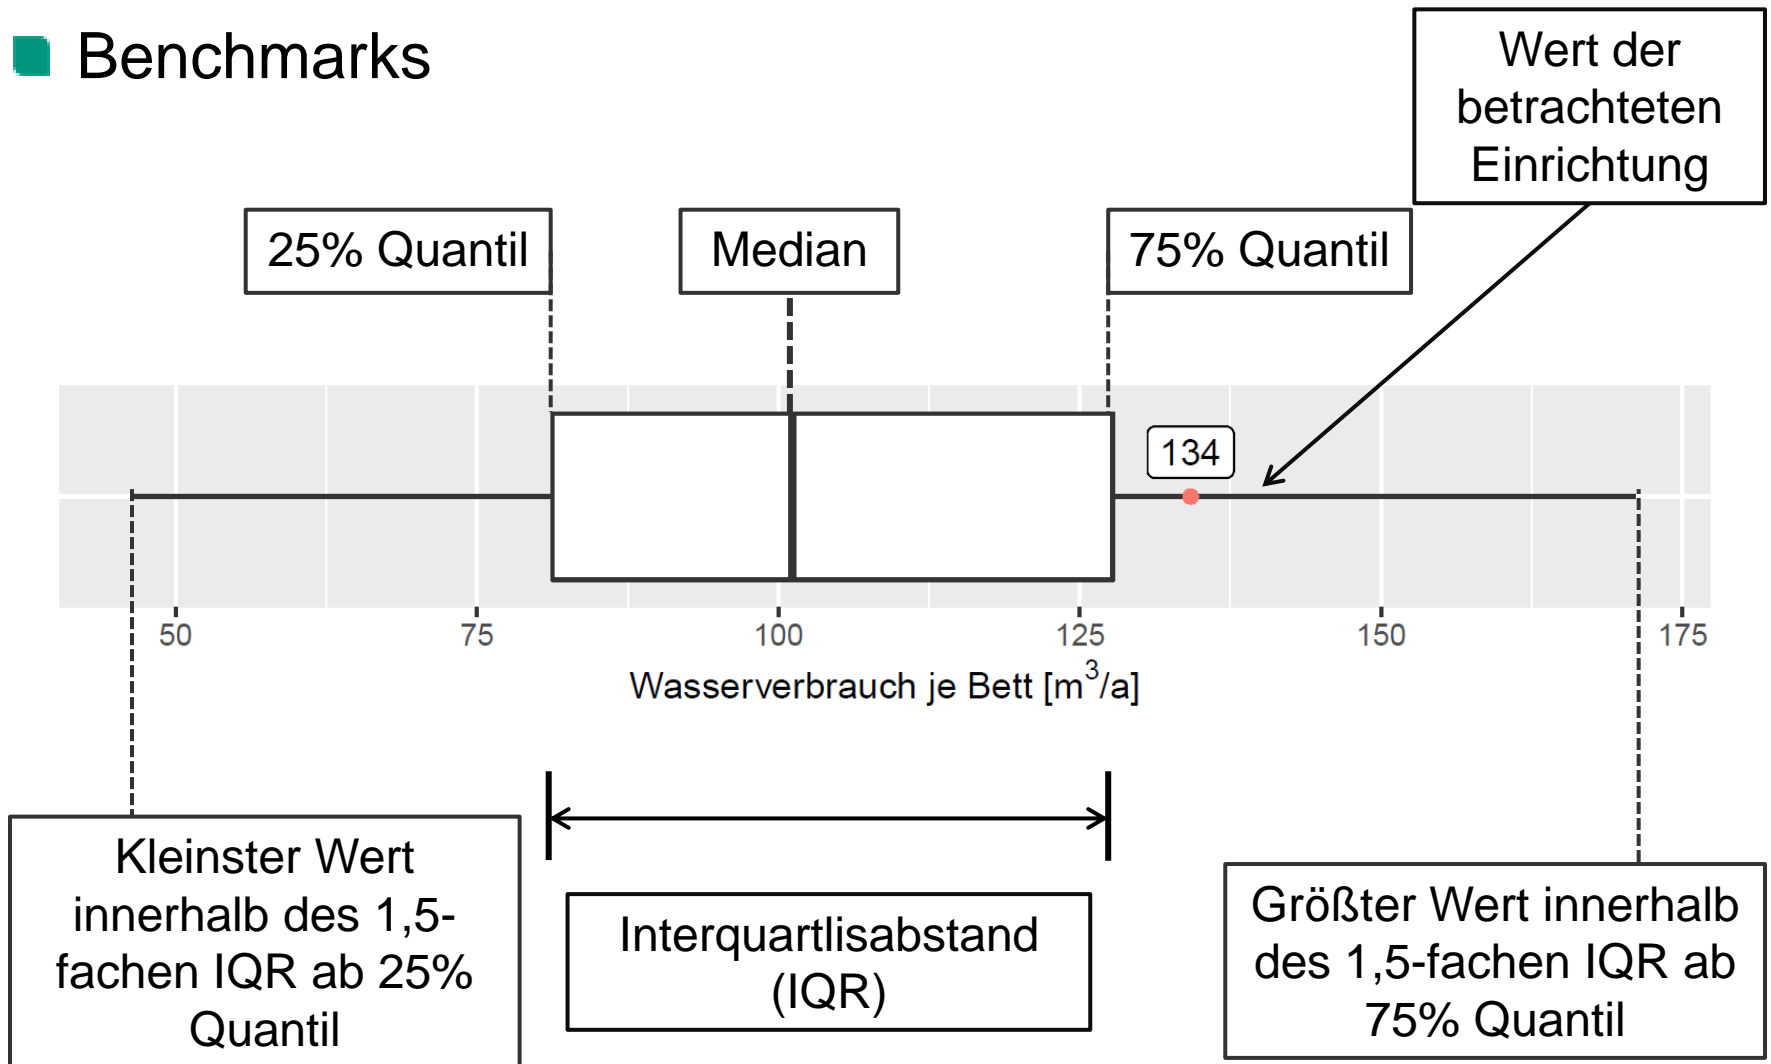 Benchmarks
Wert der
betrachteten
Einrichtung
25% Quantil
Median
75% Quantil
134
50
75
100
125
150
175
Wasserverbrauch je Bett [m³/a]
Kleinster Wert
innerhalb des 1,5-
fachen IQR ab 25%
Quantil
Interquartlisabstand
(IQR)
Größter Wert innerhalb
des 1,5-fachen IQR ab
75% Quantil